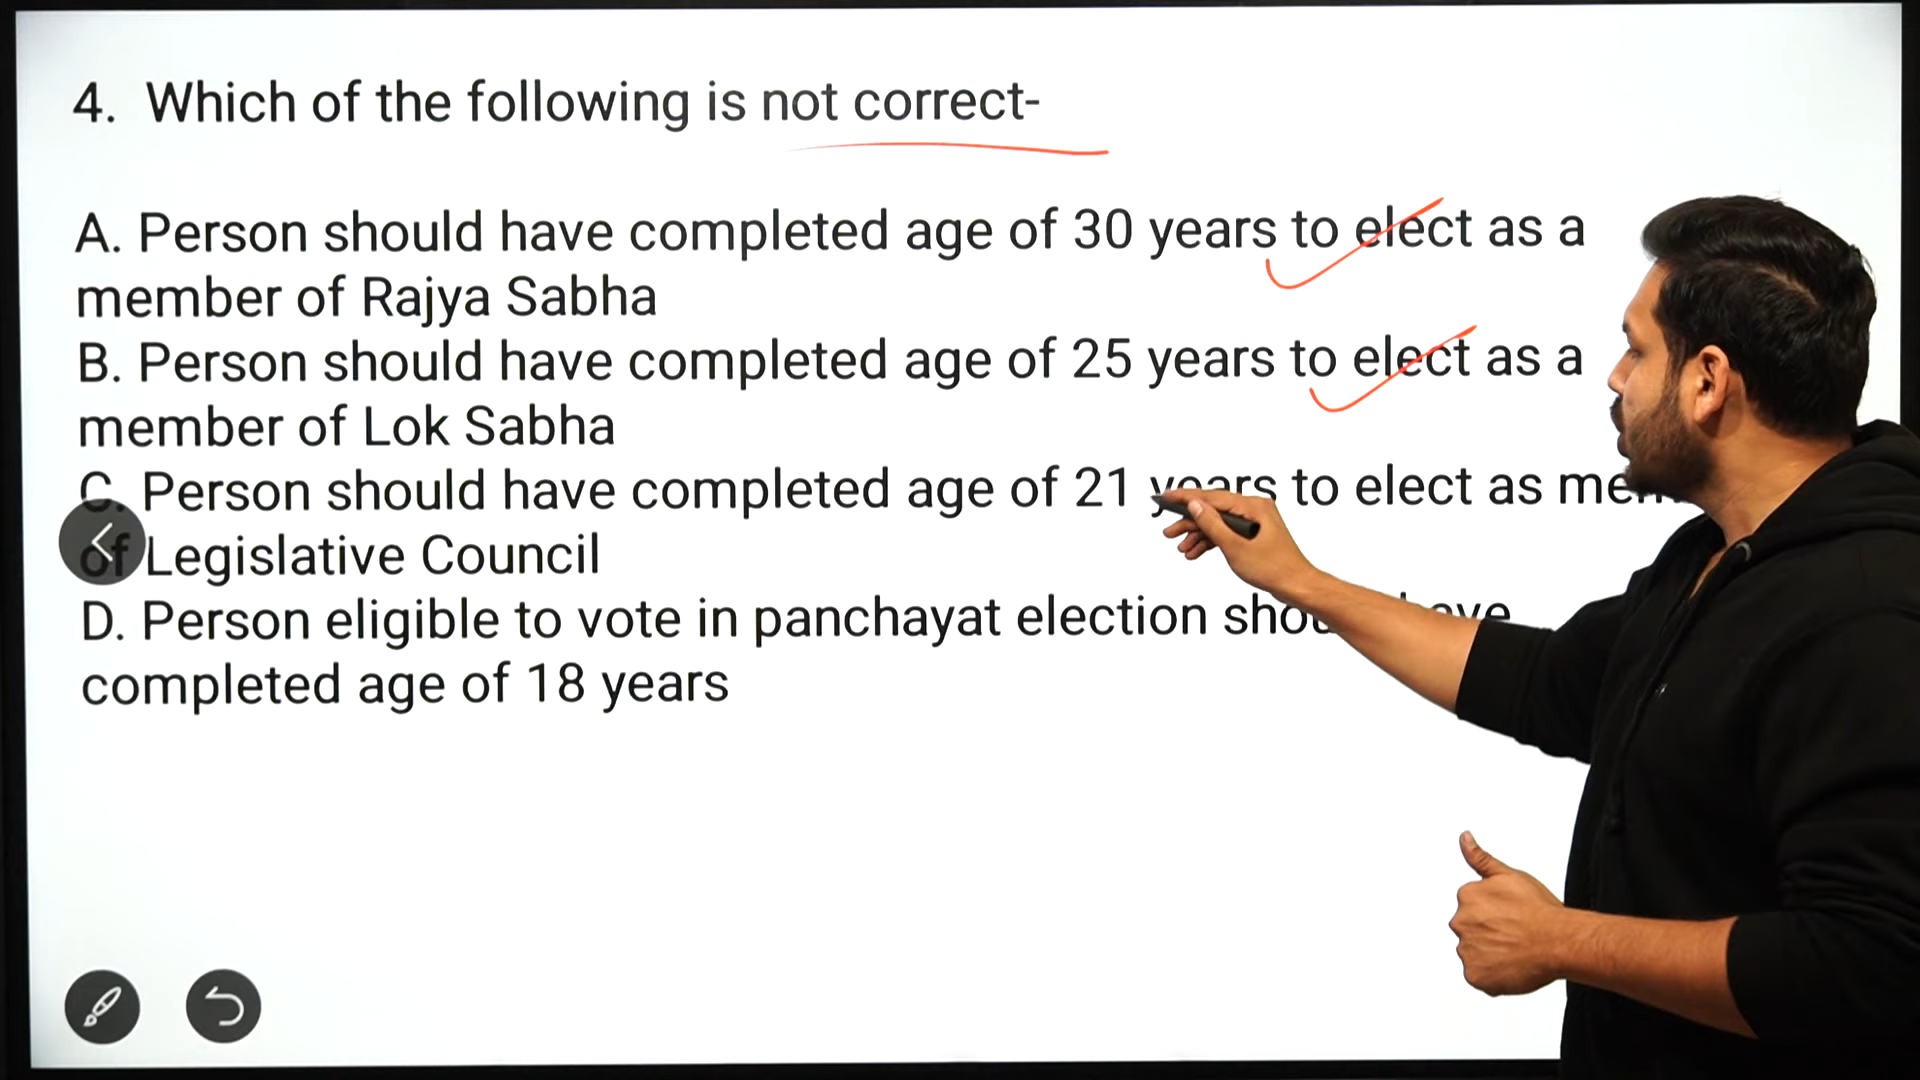 4. Which of the following is not correct-
A. Person should have completed age of 30 years to elect as a
member of Rajya Sabha
B. Person should have completed age of 25 years to elect as a
member of Lok Sabha
C. Person should have completed age of 21 years to elect as
of Legislative Council
D. Person eligible to vote in panchayat election
completed age of 18 years